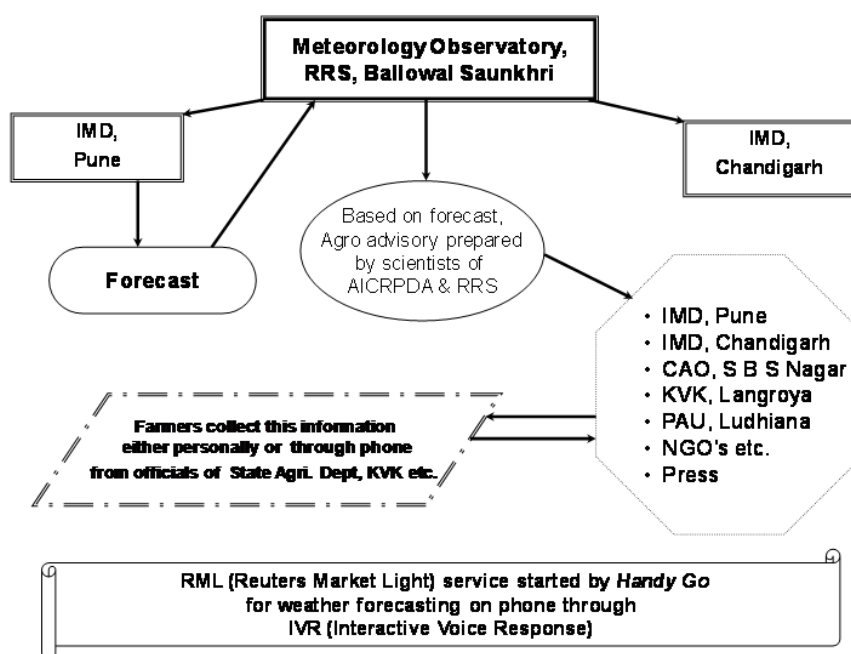 Meteorology Observatory,
RRS, Ballowal Saunkhri
IMD,
Pune
IMD,
Chandigarh
Forecast
Based on forecast,
Agro advisory prepared
by scientists of
AICRPDA & RRS
• IMD, Pune
• IMD, Chandigarh
• CAO, S B S Nagar
• KVK, Langroya
• PAU, Ludhiana
• NGO's etc.
• Press
Farmers collect this information
either personally or through phone
from officials of State Agri. Dept, KVK etc.
RML (Reuters Market Light) service started by Handy Go
for weather forecasting on phone through
IVR (Interactive Voice Response)